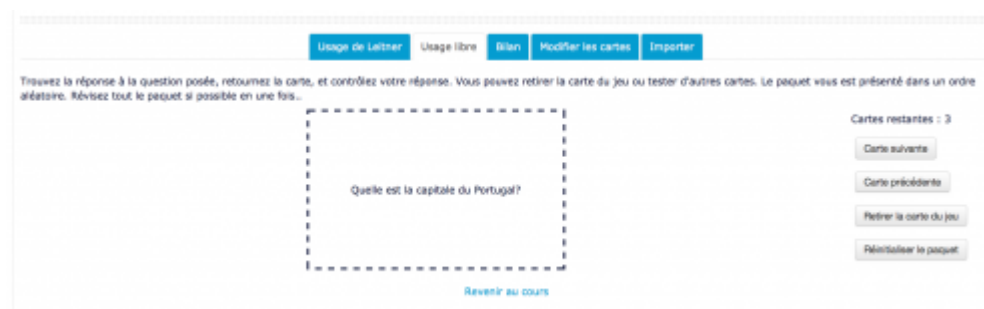 Usage de Leitner Usage libre Bilan Modifier les cartes Importer
Trouvez la réponse à la question posée, retournez la carte, et contrôlez votre réponse. Vous pouvez retirer la carte du jeu ou tester d'autres cartes. Le paquet vous est présenté dans un ordre
aléatoire. Révisez tout le paquet si possible en une fois..
Cartes restantes : 3
Carte suivante
Quelle est la capitale du Portugal?
Carte précédente
Retirer la carte du jeu
Réinitialiser le paquet
Revenir au cours